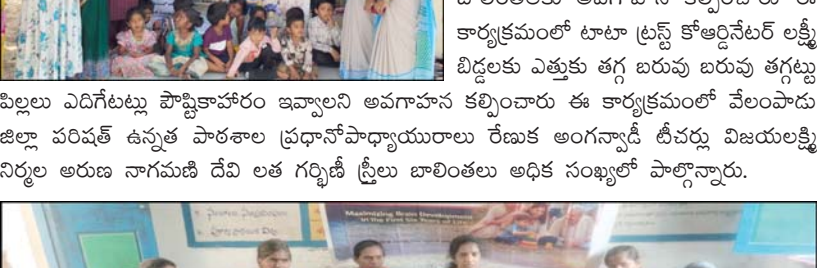 కార్యక్రమంలో టాటా ట్రస్ట్ కోఆర్డినేటర్ లక్ష్మీ
బిడ్డలకు ఎత్తుకు తగ్గ బరువు బరువు తగ్గట్టు
పిల్లలు ఎదిగేటట్లు పౌష్టికాహారం ఇవ్వాలని అవగాహన కల్పించారు ఈ కార్యక్రమంలో వేలంపాడు
జిల్లా పరిషత్ ఉన్నత పాఠశాల ప్రధానోపాధ్యాయురాలు రేణుక అంగన్వాడీ టీచర్లు విజయలక్ష్మి
నిర్మల అరుణ నాగమణి దేవి లత గర్భిణీ స్త్రీలు బాలింతలు అధిక సంఖ్యలో పాల్గొన్నారు.
Maximizing Brain Development
in the First Six Years of Life